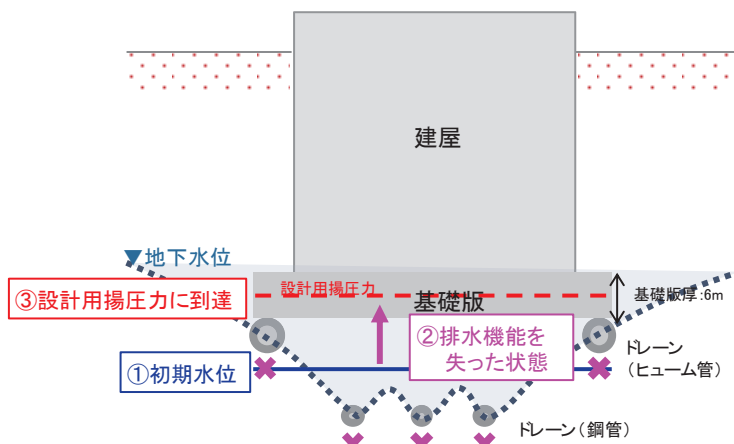 建屋
▼地下水位
設計用揚圧力
③設計用揚圧力に到達
基礎版
基礎版厚:6m
②排水機能を
失った状態
①初期水位
ドレーン
(ヒューム管)
ドレーン(鋼管)